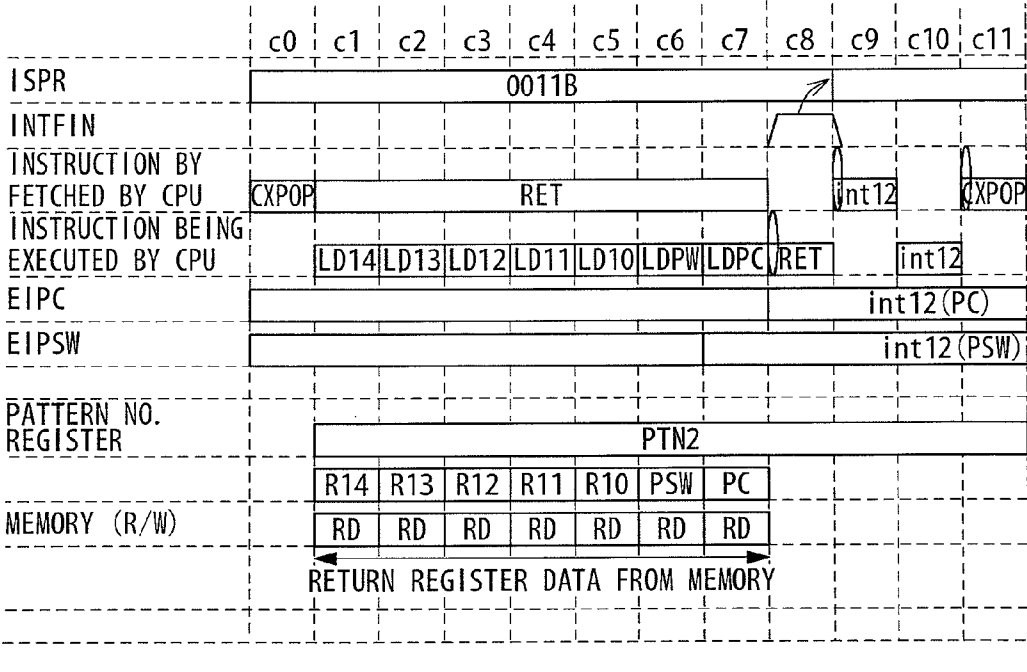 c0 c1 c2 c3 c4 c5 c6 c7 c8 c9 c10 c11
ISPR 0011B
INTFIN
INSTRUCTION BY
FETCHED BY CPU CXPOP RET int12 CXPOP
INSTRUCTION BEING
EXECUTED BY CPU LD14 LD13 LD12 LD11 LD10 LDPW LDPC RET int12
EIPC int12(PC)
EIPSW int12(PSW)
PATTERN NO.
REGISTER PTN2
R14 R13 R12 R11 R10 PSW PC
MEMORY (R/W) RD RD RD RD RD RD RD
RETURN REGISTER DATA FROM MEMORY